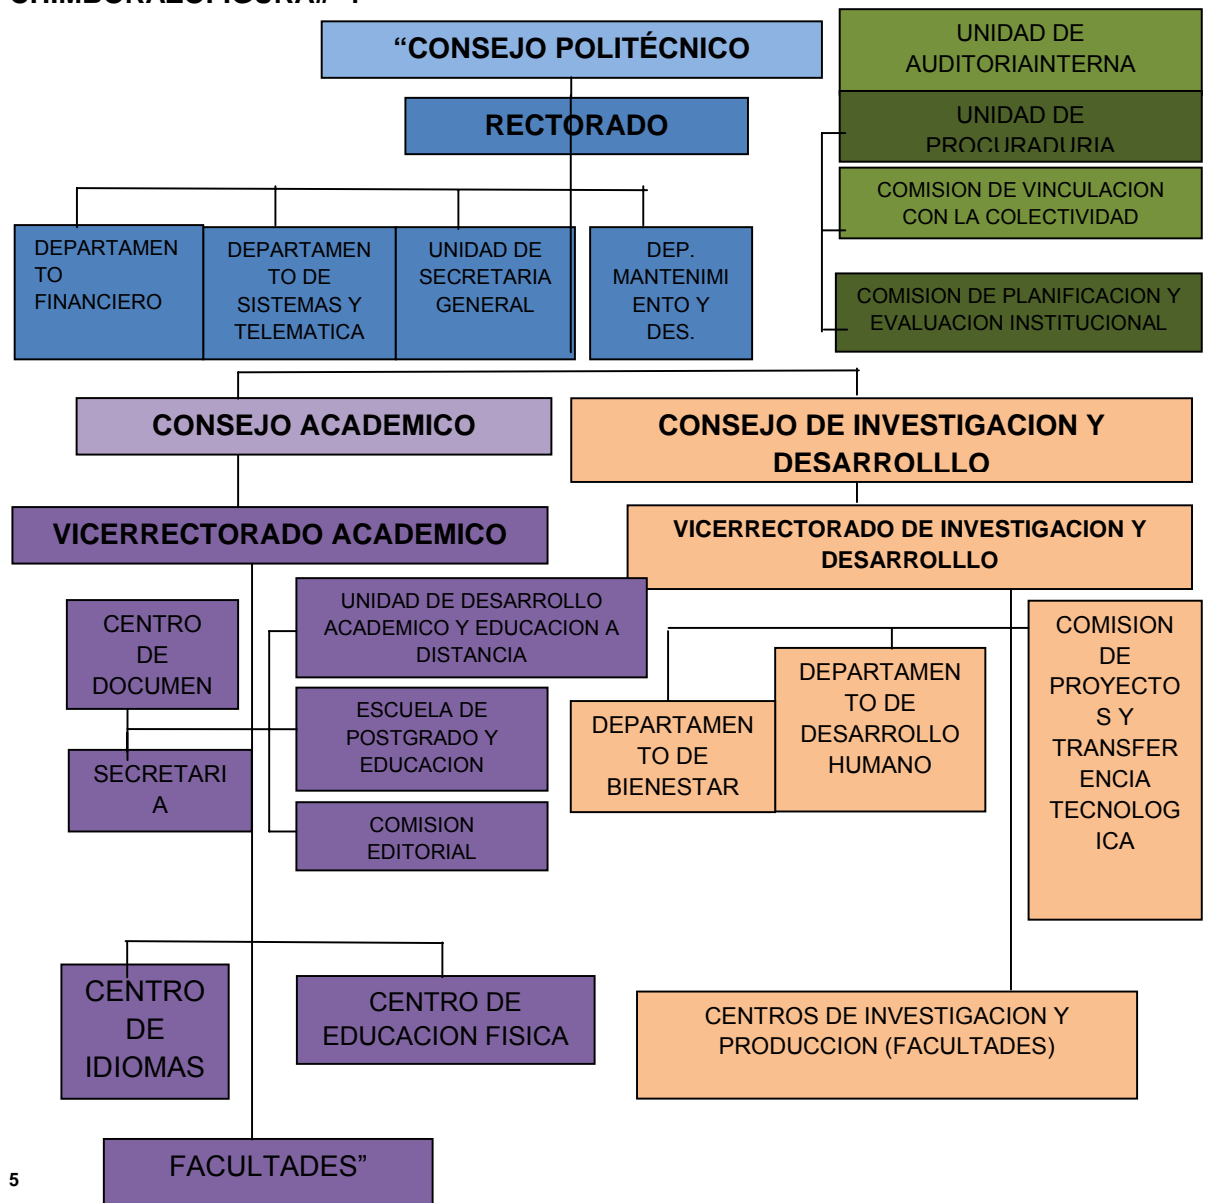 “CONSEJO POLITÉCNICO
UNIDAD DE
AUDITORIAINTERNA
RECTORADO
UNIDAD DE
PROCURADURIA
COMISION DE VINCULACION
CON LA COLECTIVIDAD
COMISION DE PLANIFICACION Y
EVALUACION INSTITUCIONAL
DEPARTAMEN
TO
FINANCIERO
DEPARTAMEN
TO DE
SISTEMAS Y
TELEMATICA
UNIDAD DE
SECRETARIA
GENERAL
DEP.
MANTENIMI
ENTO Y
DES.
CONSEJO ACADEMICO
CONSEJO DE INVESTIGACION Y
DESARROLLLO
VICERRECTORADO ACADEMICO
VICERRECTORADO DE INVESTIGACION Y
DESARROLLLO
CENTRO
DE
DOCUMEN
SECRETARI
A
UNIDAD DE DESARROLLO
ACADEMICO Y EDUCACION A
DISTANCIA
ESCUELA DE
POSTGRADO Y
EDUCACION
COMISION
EDITORIAL
DEPARTAMEN
TO DE
BIENESTAR
DEPARTAMEN
TO DE
DESARROLLO
HUMANO
COMISION
DE
PROYECTO
S Y
TRANSFER
ENCIA
TECNOLOG
ICA
CENTRO
DE
IDIOMAS
CENTRO DE
EDUCACION FISICA
CENTROS DE INVESTIGACION Y
PRODUCCION (FACULTADES)
FACULTADES”
5